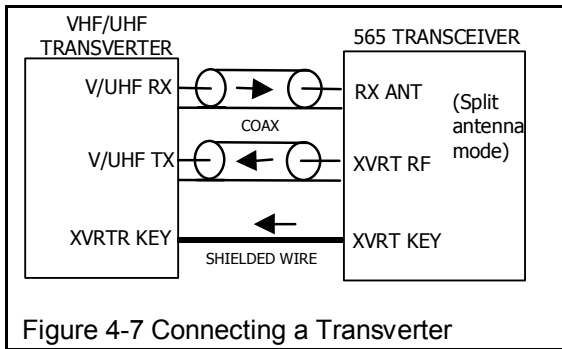 VHF/UHF
TRANSVERTER
565 TRANSCEIVER
V/UHF RX
RX ANT
(Split
antenna
mode)
COAX
V/UHF TX
XVRT RF
XVRTR KEY
XVRT KEY
SHIELDED WIRE
Figure 4-7 Connecting a Transverter